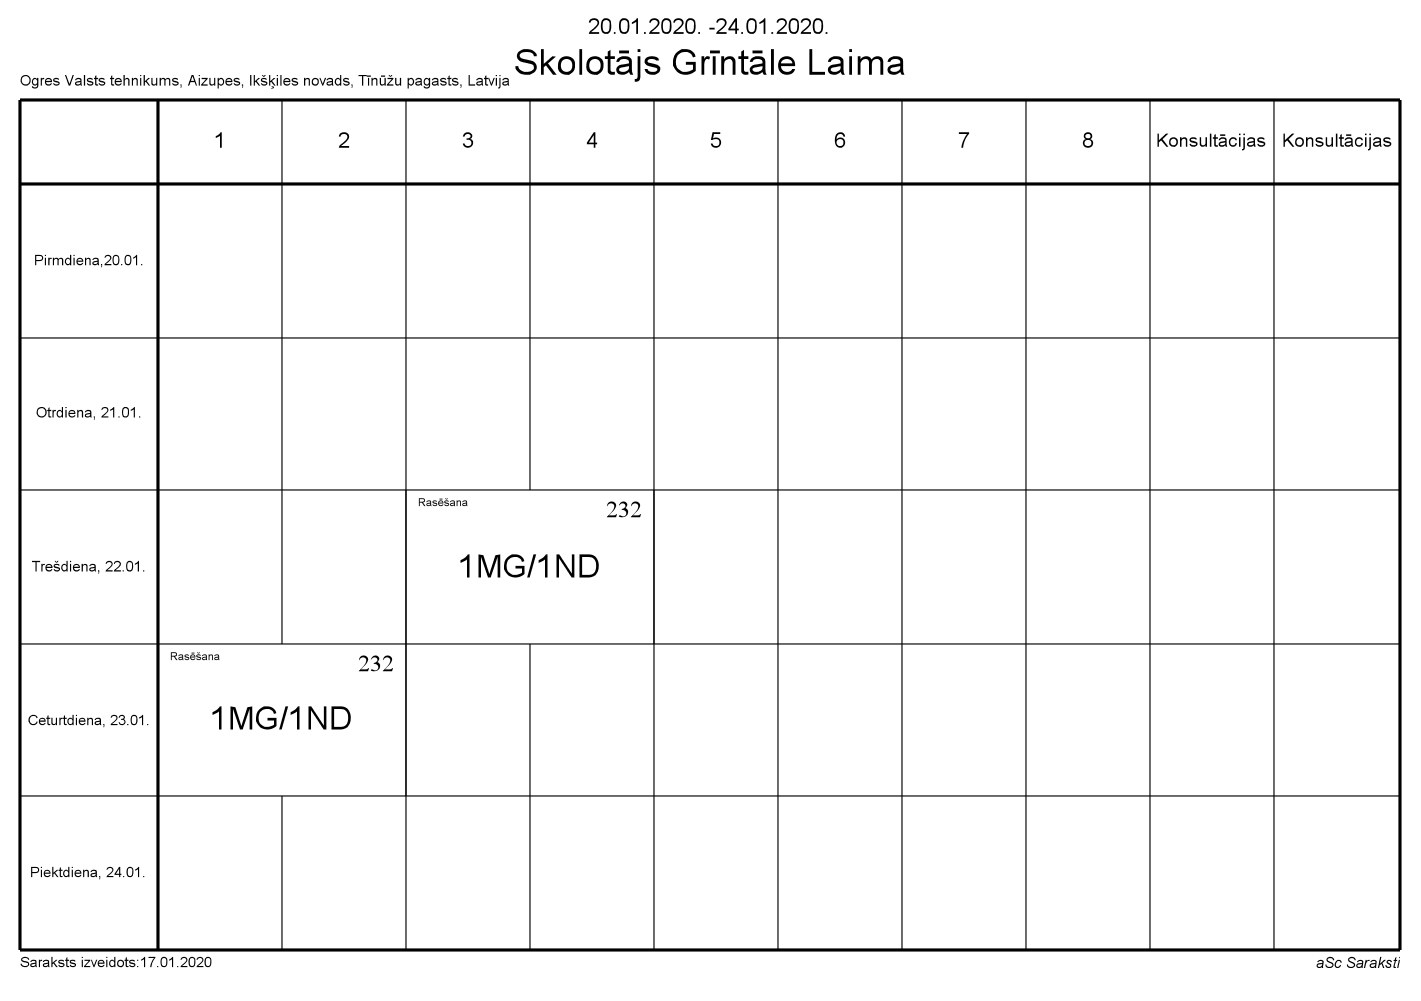 20.01.2020. -24.01.2020.
Skolotājs Grīntāle Laima
Ogres Valsts tehnikums, Aizupes, Ikšķiles novads, Tīnūžu pagasts, Latvija
1 2 3 4 5 6 7 8 Konsultācijas Konsultācijas
Pirmdiena,20.01.
Otrdiena, 21.01.
Rasēšana 232
Trešdiena, 22.01. 1MG/1ND
Rasēšana 232
Ceturtdiena, 23.01. 1MG/1ND
Piektdiena, 24.01.
Saraksts izveidots:17.01.2020 aSc Saraksti